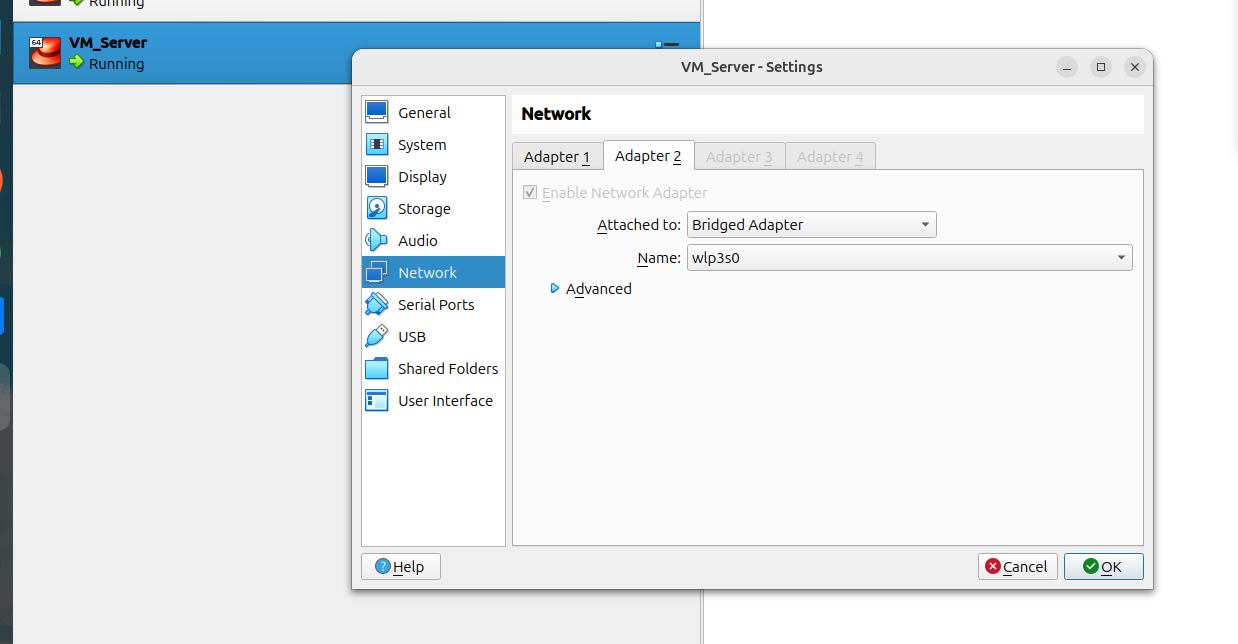 Running
64
VM_Server
Running
VM_Server - Settings
General
System
Display
Storage
Audio
Network
Serial Ports
USB
Shared Folders
User Interface
Network
Adapter 1 Adapter 2 Adapter 3 Adapter 4
Enable Network Adapter
Attached to: Bridged Adapter
Name: wlp3s0
Advanced
? Help
Cancel OK